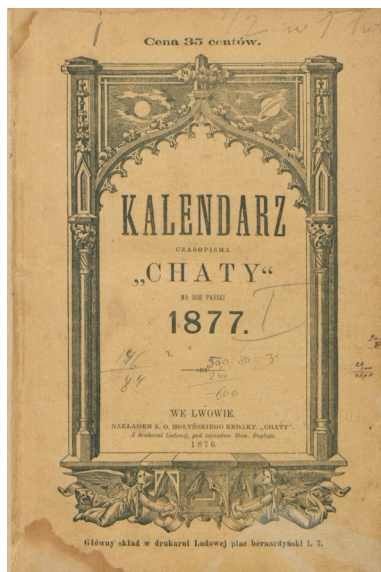 Cena 35 centów.
KALENDARZ
CZASOPISMA
„CHATY“
NA ROK PAŃSKI
1877.
WE LWOWIE.
NAKŁADEM X. O. HOŁYŃSKIEGO REDAKT. „CHATY“.
Z drukarni Ludowej, pod zarządem Stan. Baylego.
1876
Główny skład w drukarni Ludowej plac bernardyński l. 7.